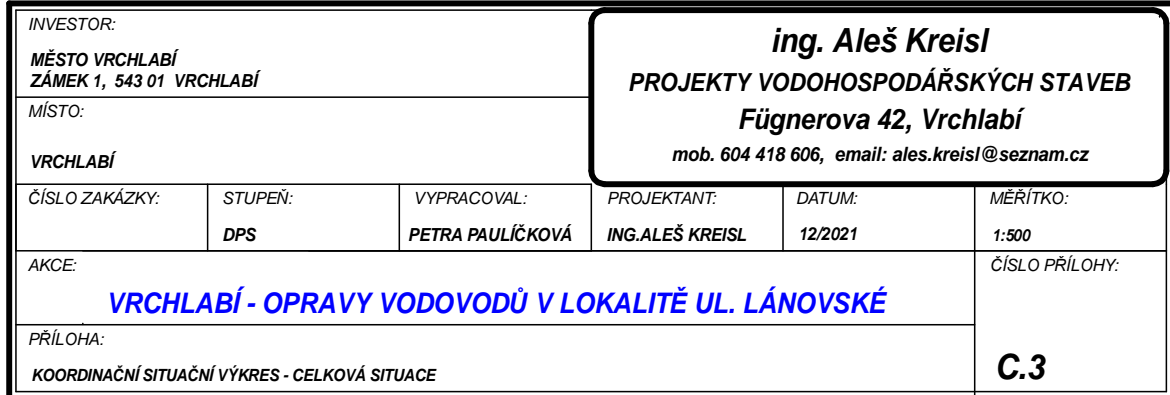 INVESTOR:
MĚSTO VRCHLABÍ
ZÁMEK 1, 543 01 VRCHLABÍ
ing. Aleš Kreisl
PROJEKTY VODOHOSPODÁŘSKÝCH STAVEB
Fügnerova 42, Vrchlabí
mob. 604 418 606, email: ales.kreisl@seznam.cz
MÍSTO:
VRCHLABÍ
ČÍSLO ZAKÁZKY: STUPEŇ: VYPRACOVAL: PROJEKTANT: DATUM: MĚŘÍTKO:
DPS PETRA PAULÍČKOVÁ ING.ALEŠ KREISL 12/2021 1:500
AKCE: ČÍSLO PŘÍLOHY:
VRCHLABÍ - OPRAVY VODOVODŮ V LOKALITĚ UL. LÁNOVSKÉ
PŘÍLOHA:
KOORDINAČNÍ SITUAČNÍ VÝKRES - CELKOVÁ SITUACE
C.3